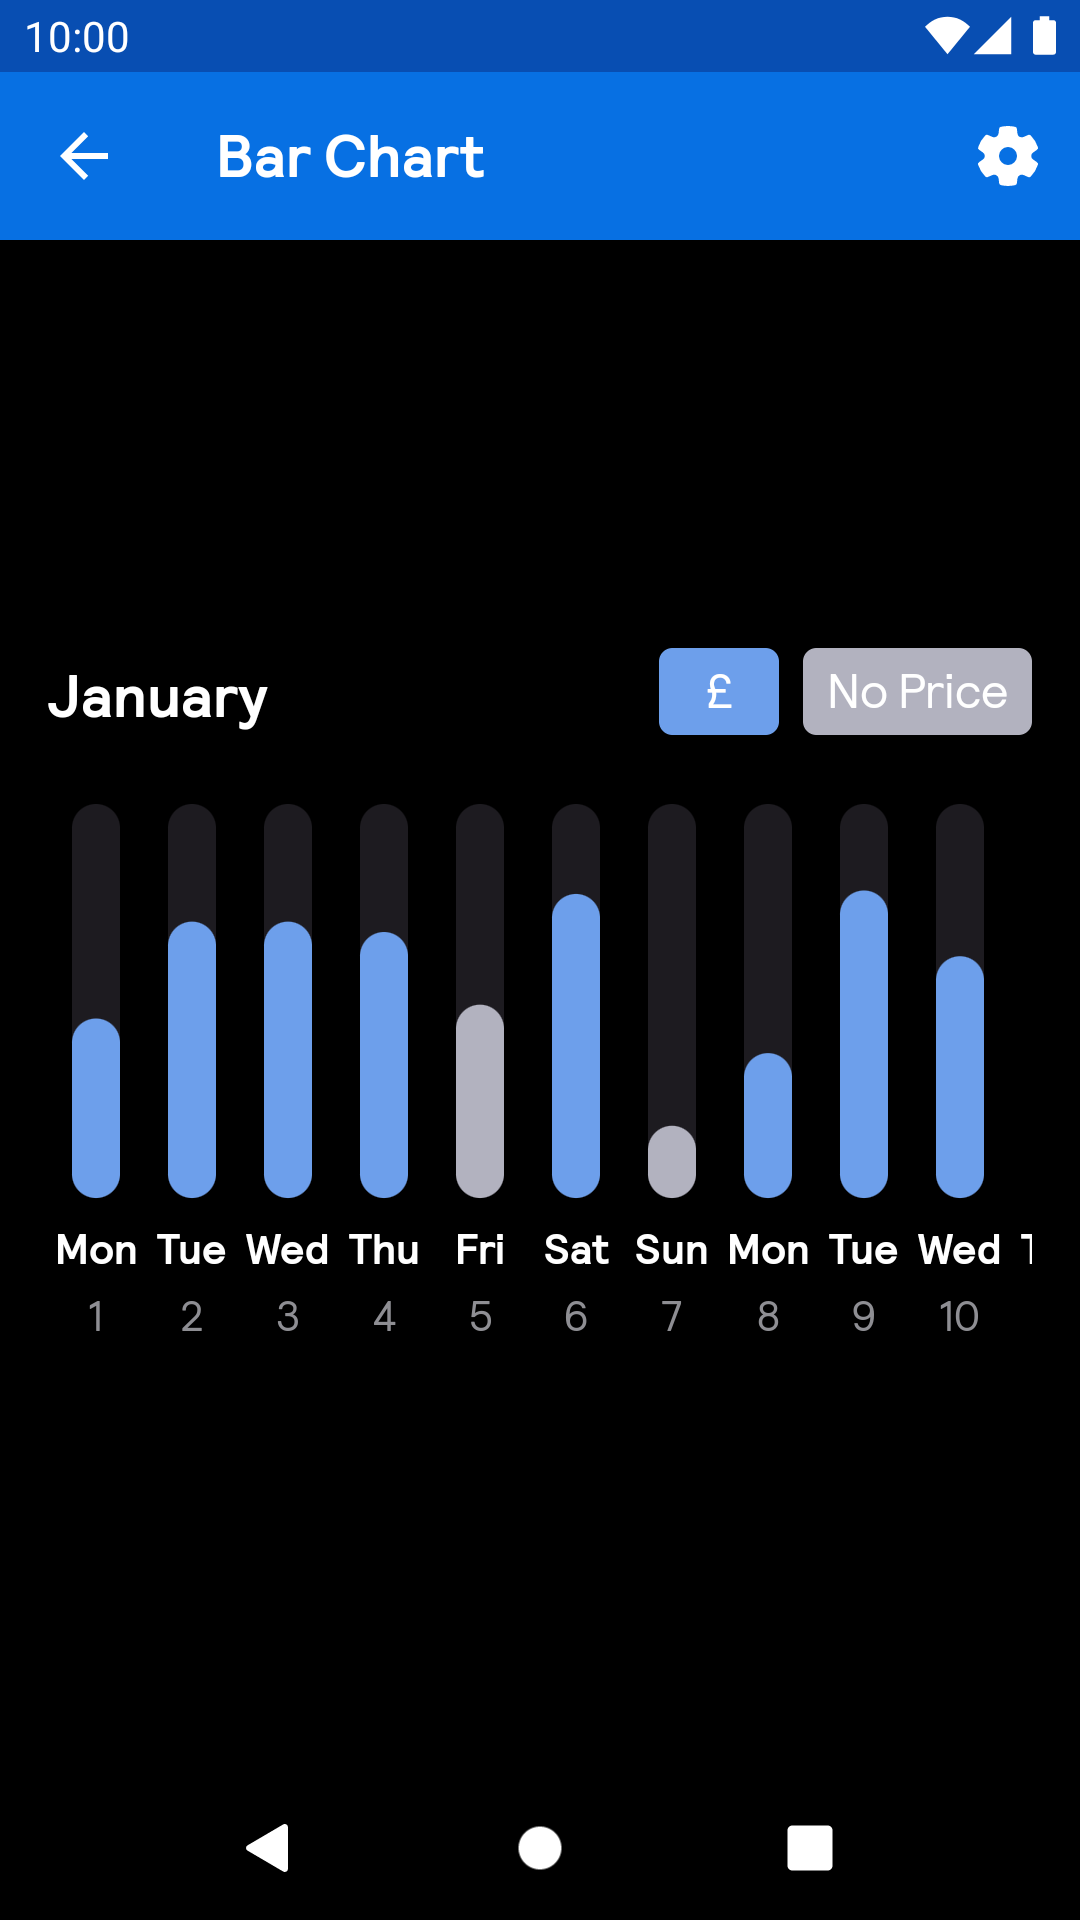 10:00
Bar Chart
January £ No Price
Mon Tue Wed Thu Fri Sat Sun Mon Tue Wed
1 2 3 4 5 6 7 8 9 10